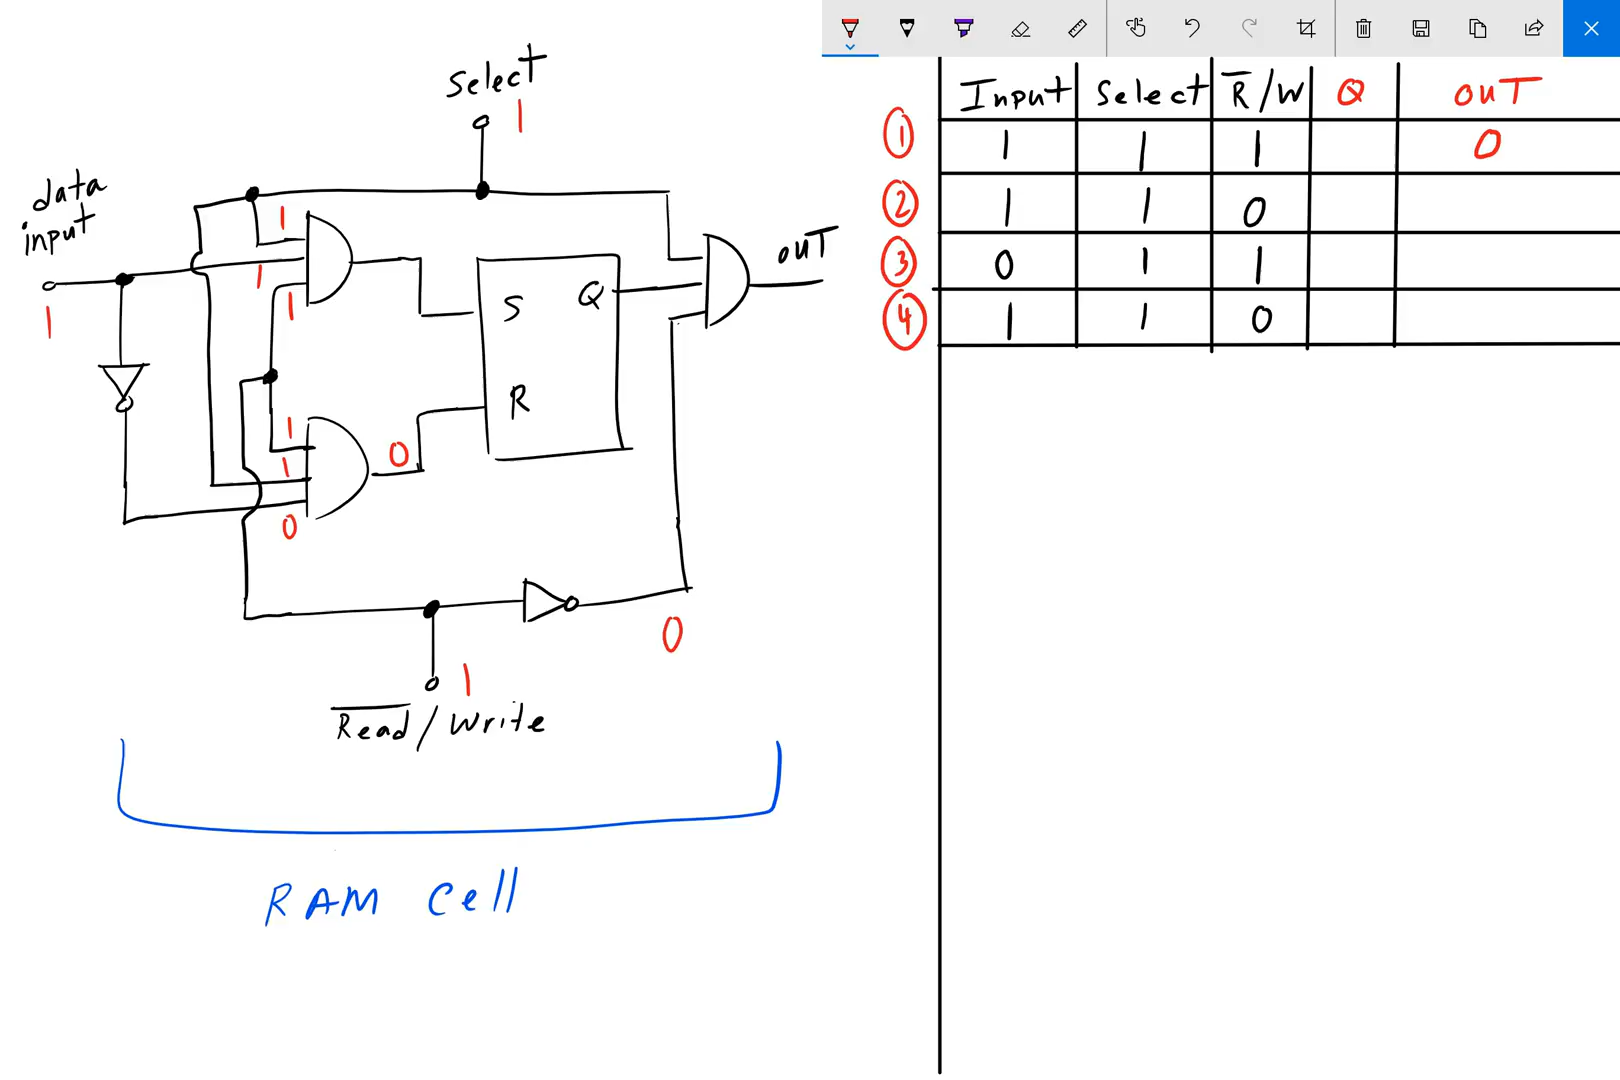 select
1
data
input
1
1
1
1
S
Q
R
out
1
1
0
0
0
1
R̅e̅a̅d̅/Write
RAM Cell
Input Select R̅/W Q out
① 1 1 1 0
② 1 1 0
③ 0 1 1
④ 1 1 0